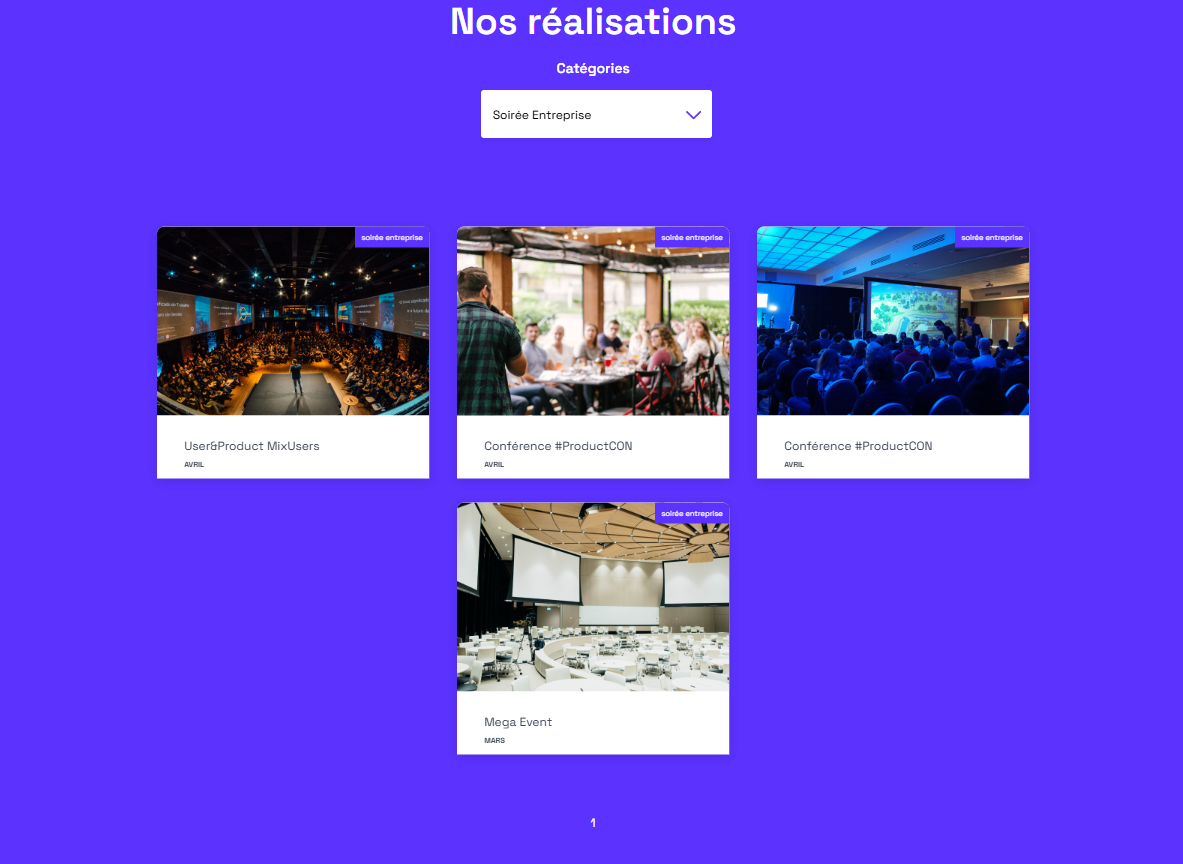 Nos réalisations
Catégories
Soirée Entreprise
soirée entreprise
soirée entreprise
soirée entreprise
User&Product MixUsers
AVRIL
Conférence #ProductCON
AVRIL
Conférence #ProductCON
AVRIL
soirée entreprise
Mega Event
MARS
1